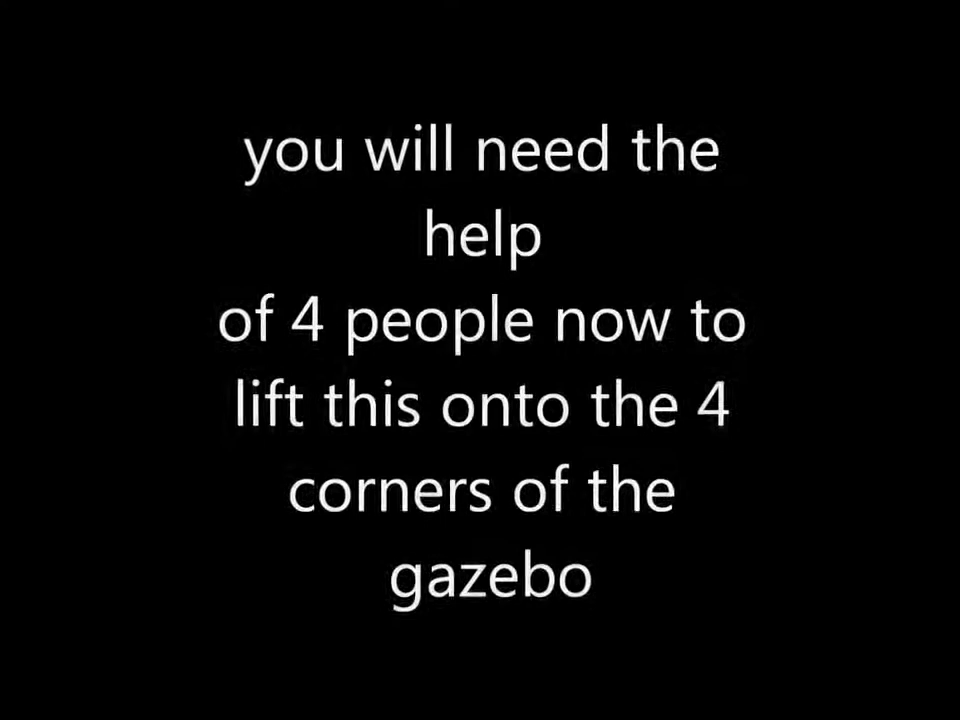 you will need the
help
of 4 people now to
lift this onto the 4
corners of the
gazebo